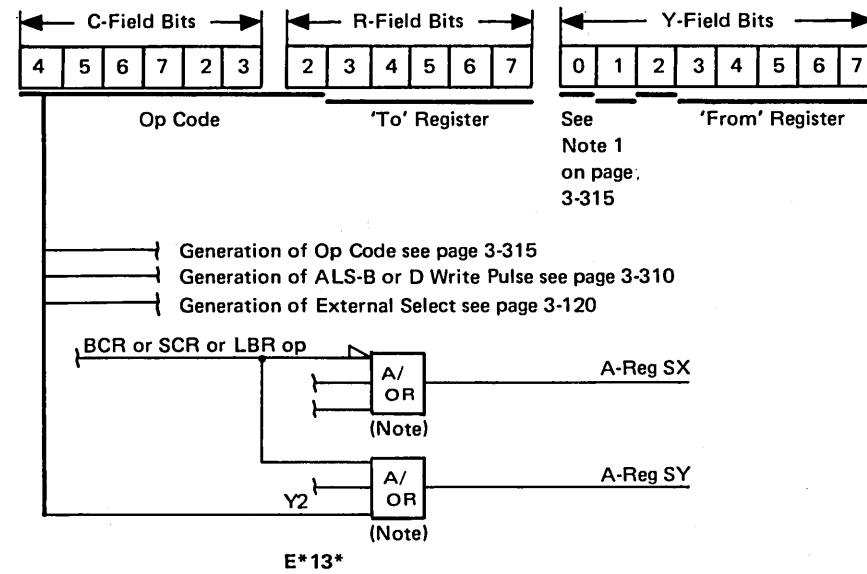 C-Field Bits R-Field Bits Y-Field Bits
4 5 6 7 2 3 2 3 4 5 6 7 0 1 2 3 4 5 6 7
Op Code 'To' Register See 'From' Register
Note 1
on page
3-315
Generation of Op Code see page 3-315
Generation of ALS-B or D Write Pulse see page 3-310
Generation of External Select see page 3-120
BCR or SCR or LBR op
A/ A-Reg SX
OR
(Note)
A/ A-Reg SY
Y2 OR
(Note)
E*13*